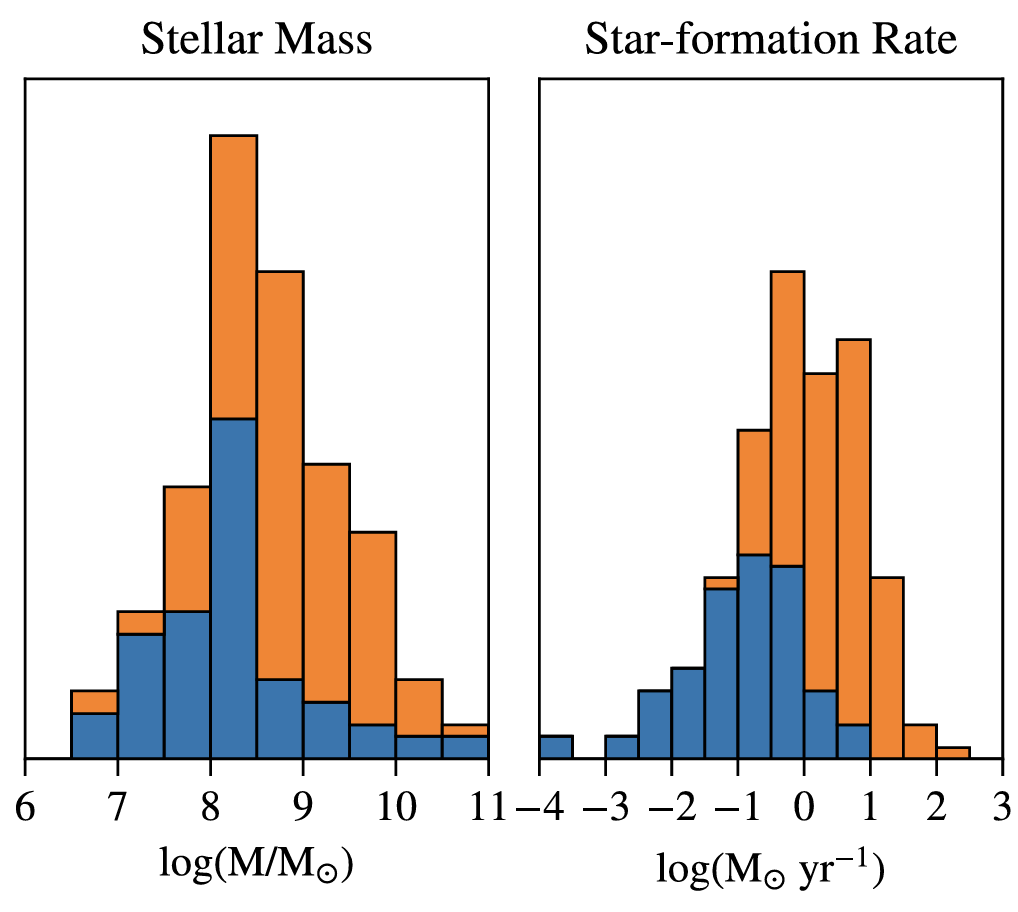 Stellar Mass
Star-formation Rate
6 7 8 9 10 11
−4 −3 −2 −1 0 1 2 3
log(M/M⊙)
log(M⊙ yr⁻¹)